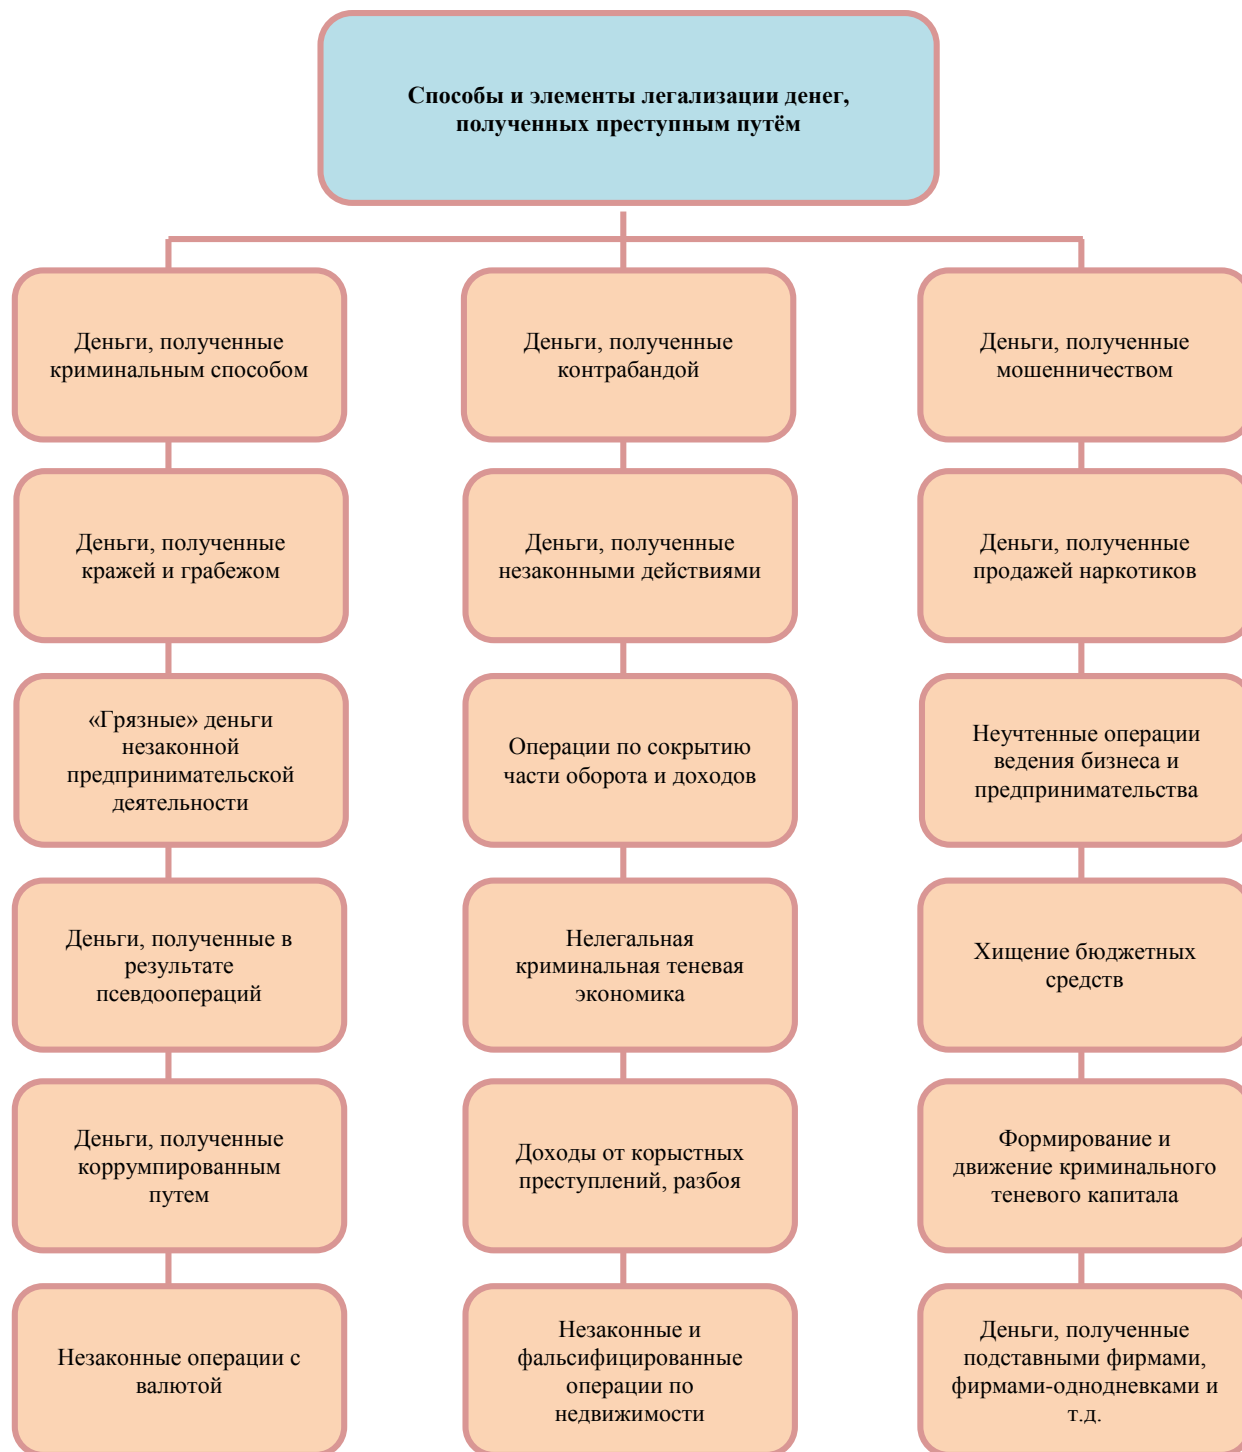 Способы и элементы легализации денег,
полученных преступным путём
Деньги, полученные
криминальным способом
Деньги, полученные
контрабандой
Деньги, полученные
мошенничеством
Деньги, полученные
кражей и грабежом
Деньги, полученные
незаконными действиями
Деньги, полученные
продажей наркотиков
«Грязные» деньги
незаконной
предпринимательской
деятельности
Операции по сокрытию
части оборота и доходов
Неучтенные операции
ведения бизнеса и
предпринимательства
Деньги, полученные в
результате
псевдоопераций
Нелегальная
криминальная теневая
экономика
Хищение бюджетных
средств
Деньги, полученные
коррумпированным
путем
Доходы от корыстных
преступлений, разбоя
Формирование и
движение криминального
теневого капитала
Незаконные операции с
валютой
Незаконные и
фальсифицированные
операции по
недвижимости
Деньги, полученные
подставными фирмами,
фирмами-однодневками и
т.д.